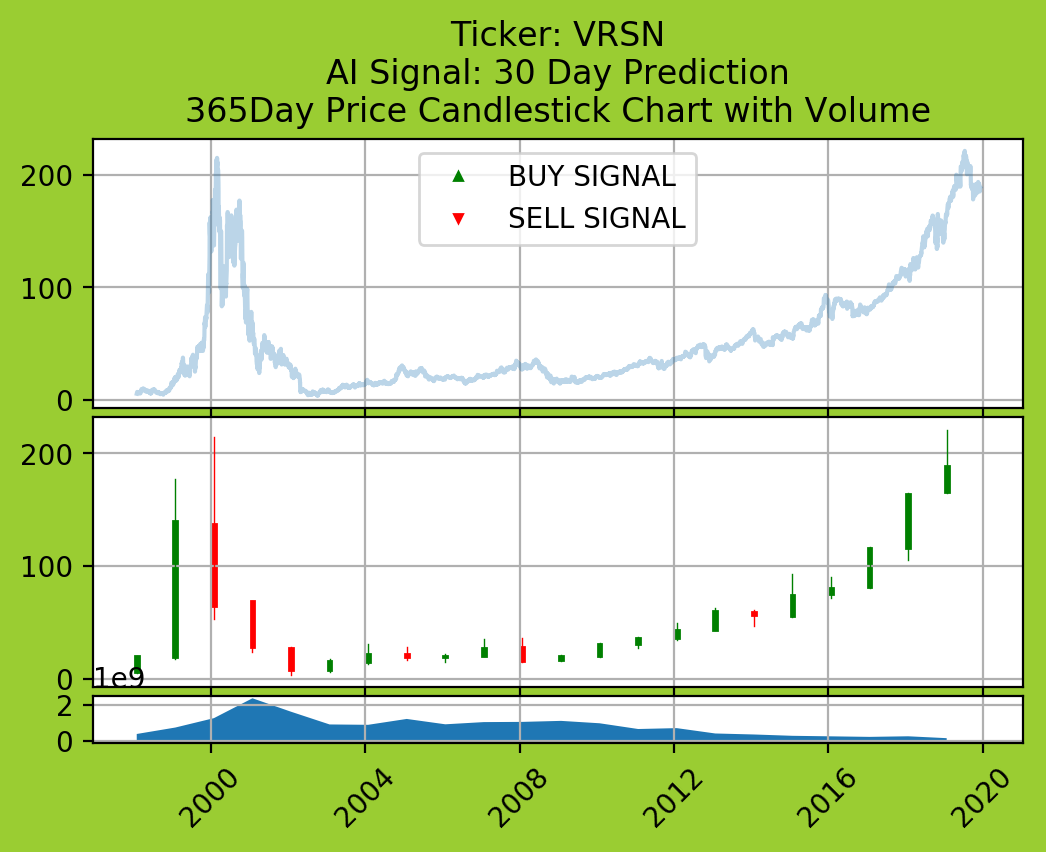 Ticker: VRSN
AI Signal: 30 Day Prediction
365Day Price Candlestick Chart with Volume
BUY SIGNAL
SELL SIGNAL
200
100
0
200
100
0
1e9
2
0
2000
2004
2008
2012
2016
2020